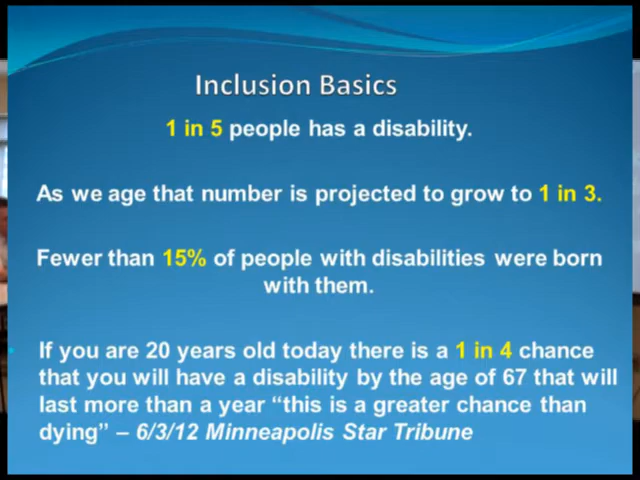 Inclusion Basics
1 in 5 people has a disability.
As we age that number is projected to grow to 1 in 3.
Fewer than 15% of people with disabilities were born
with them.
If you are 20 years old today there is a 1 in 4 chance
that you will have a disability by the age of 67 that will
last more than a year “this is a greater chance than
dying” – 6/3/12 Minneapolis Star Tribune